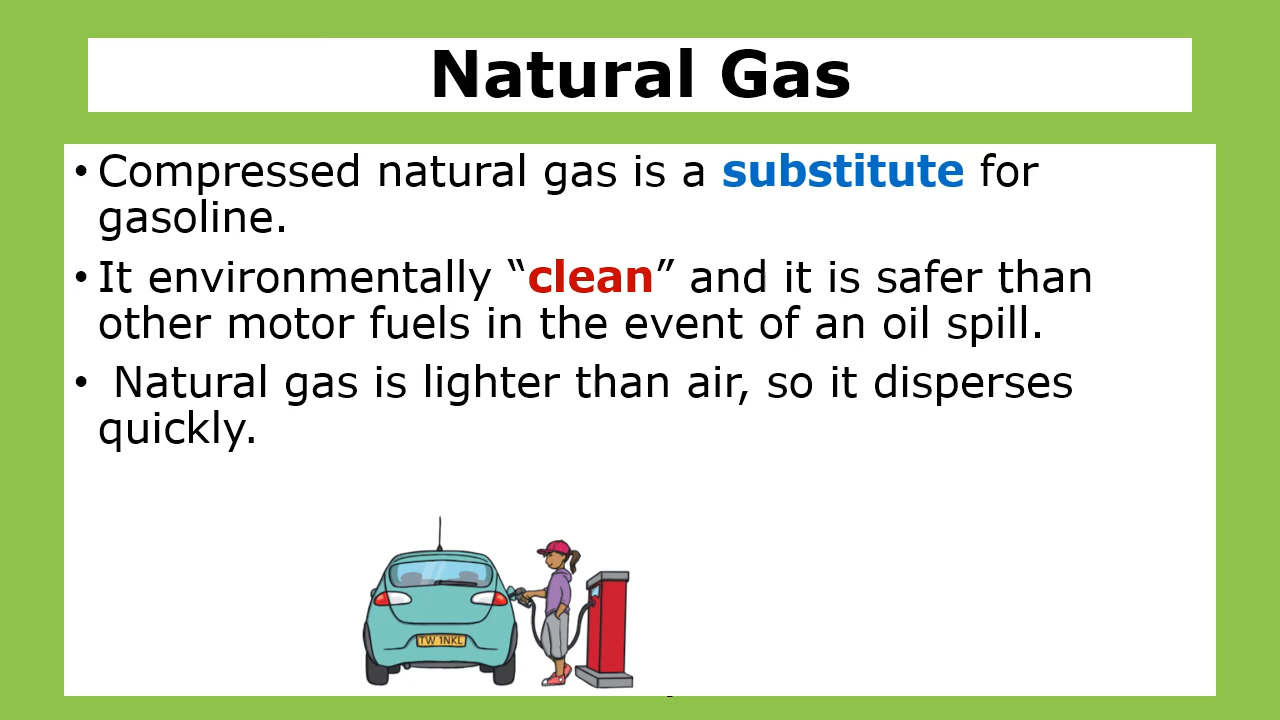 Natural Gas
• Compressed natural gas is a substitute for
gasoline.
• It environmentally “clean” and it is safer than
other motor fuels in the event of an oil spill.
• Natural gas is lighter than air, so it disperses
quickly.
TW 1NKL